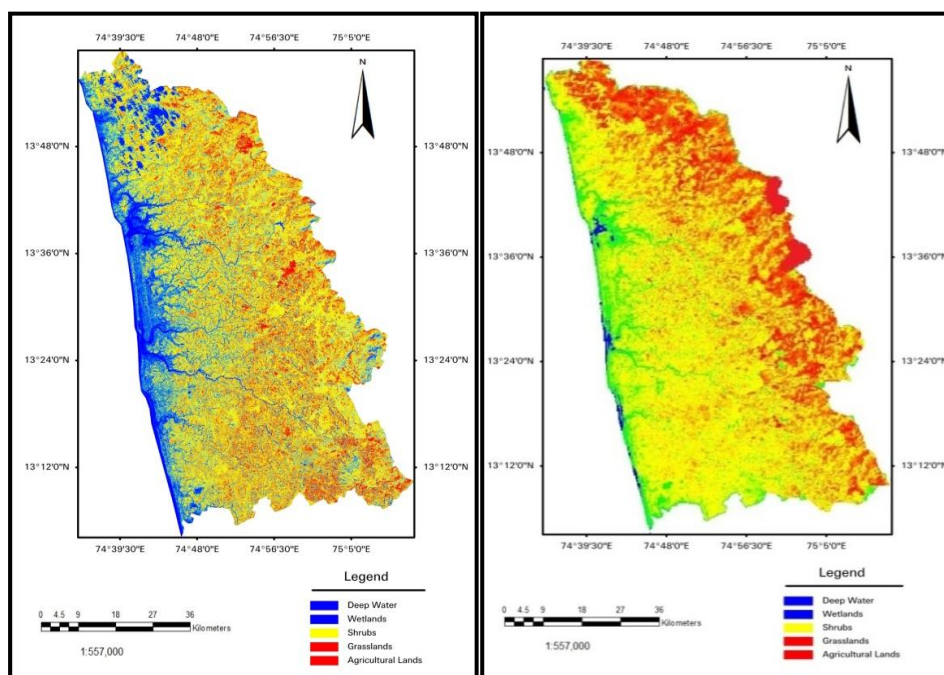 74°39'30"E 74°48'0"E 74°56'30"E 75°5'0"E
N
13°48'0"N 13°48'0"N
13°36'0"N 13°36'0"N
13°24'0"N 13°24'0"N
13°12'0"N 13°12'0"N
74°39'30"E 74°48'0"E 74°56'30"E 75°5'0"E
Legend
Deep Water
Wetlands
Shrubs
Grasslands
Agricultural Lands
0 4.5 9 18 27 36
Kilometers
1:557,000
74°39'30"E 74°48'0"E 74°56'30"E 75°5'0"E
N
13°48'0"N 13°48'0"N
13°36'0"N 13°36'0"N
13°24'0"N 13°24'0"N
13°12'0"N 13°12'0"N
74°39'30"E 74°48'0"E 74°56'30"E 75°5'0"E
Legend
Deep Water
Wetlands
Shrubs
Grasslands
Agricultural Lands
0 4.5 9 18 27 36
Kilometers
1:557,000